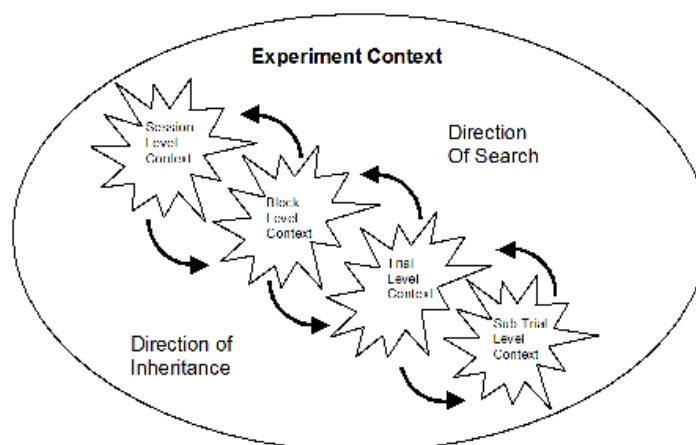 Experiment Context
Session
Level
Context
Direction
Of Search
Block
Level
Context
Trial
Level
Context
Sub Trial
Level
Context
Direction of
Inheritance